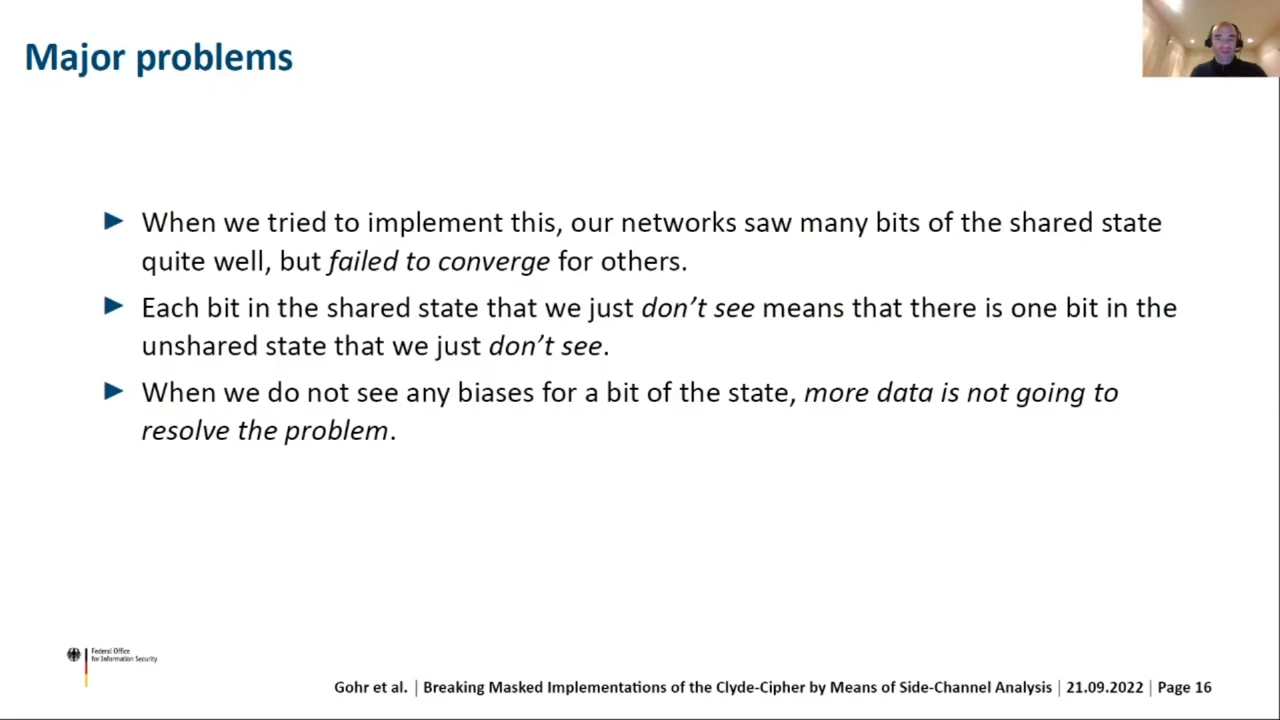 Major problems
When we tried to implement this, our networks saw many bits of the shared state
quite well, but failed to converge for others.
Each bit in the shared state that we just don’t see means that there is one bit in the
unshared state that we just don’t see.
When we do not see any biases for a bit of the state, more data is not going to
resolve the problem.
Federal Office
for Information Security
Gohr et al. | Breaking Masked Implementations of the Clyde-Cipher by Means of Side-Channel Analysis | 21.09.2022 | Page 16